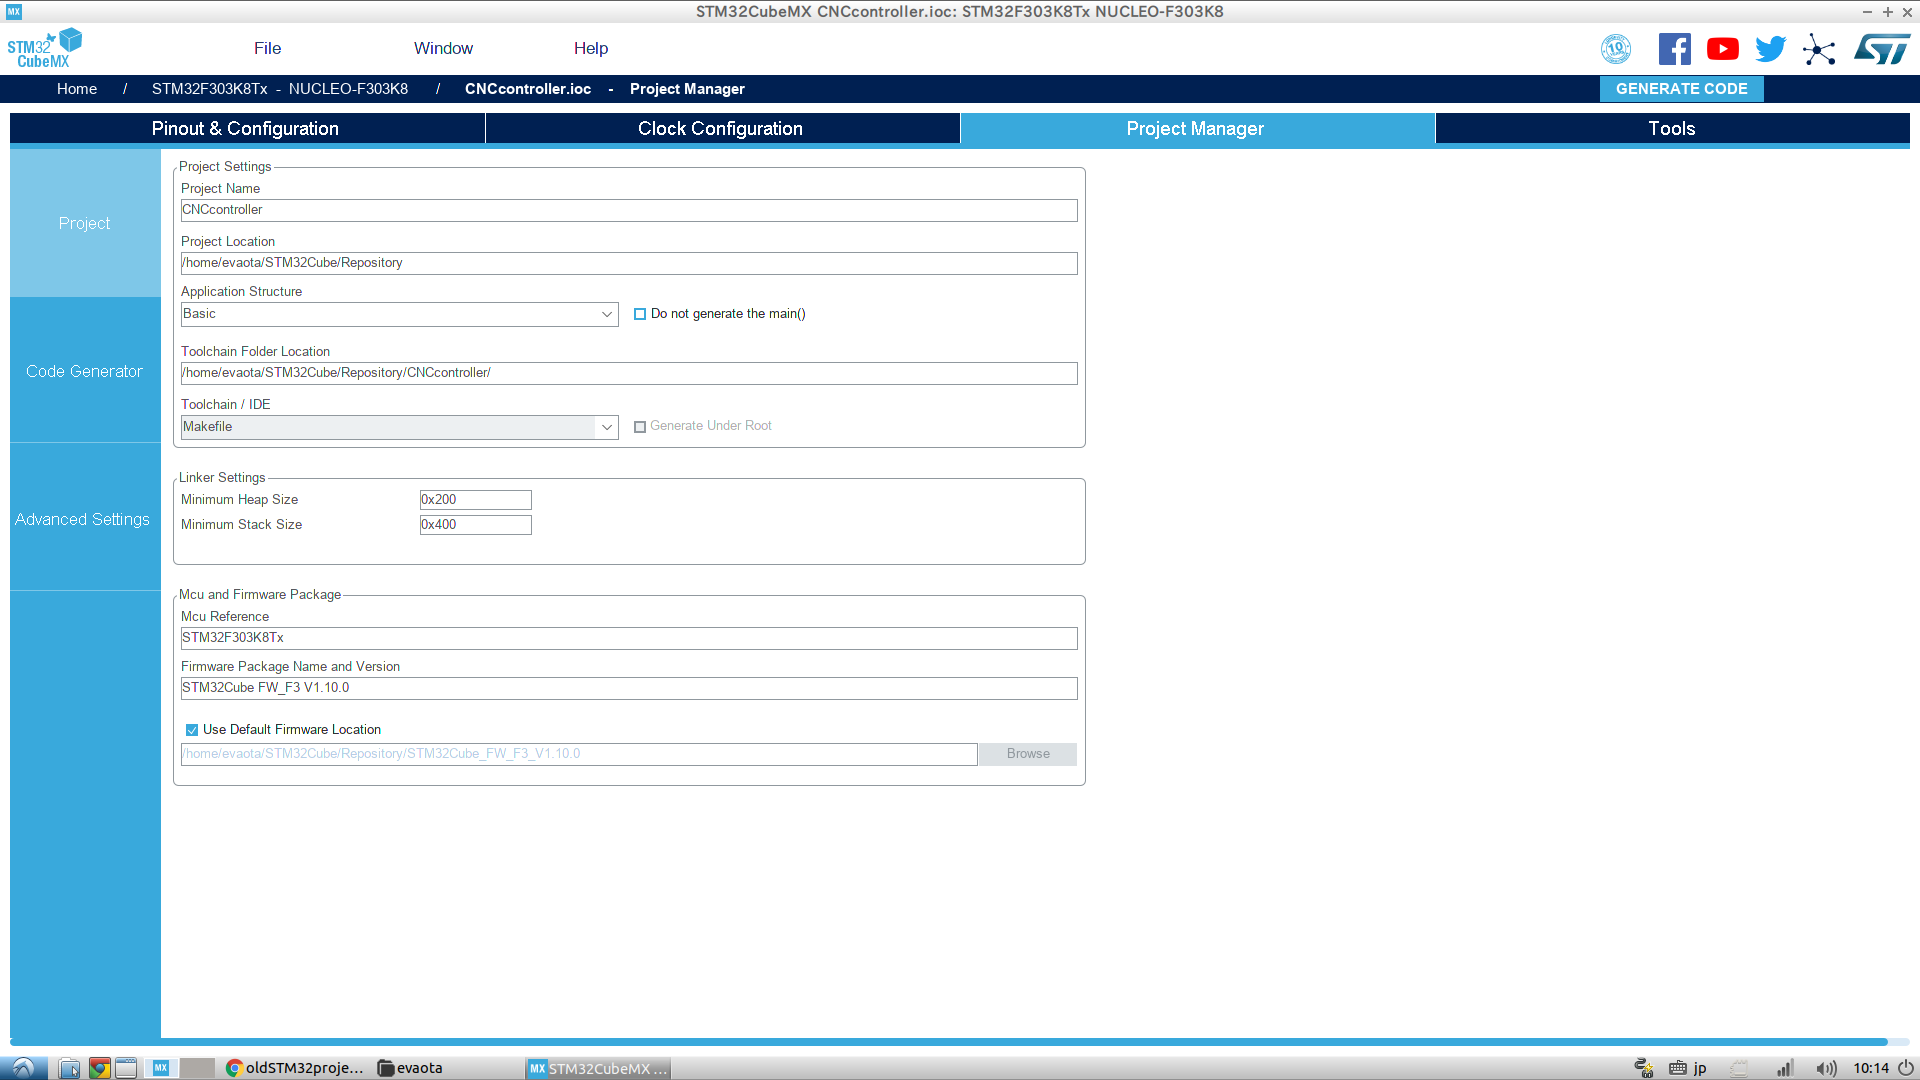 STM32CubeMX CNCcontroller.ioc: STM32F303K8Tx NUCLEO-F303K8
MX
STM32
CubeMX
File
Window
Help
10
Home / STM32F303K8Tx - NUCLEO-F303K8 / CNCcontroller.ioc - Project Manager
GENERATE CODE
Pinout & Configuration
Clock Configuration
Project Manager
Tools
Project
Code Generator
Advanced Settings
Project Settings
Project Name
CNCcontroller
Project Location
/home/evaota/STM32Cube/Repository
Application Structure
Basic
Do not generate the main()
Toolchain Folder Location
/home/evaota/STM32Cube/Repository/CNCcontroller/
Toolchain / IDE
Makefile
Generate Under Root
Linker Settings
Minimum Heap Size 0x200
Minimum Stack Size 0x400
Mcu and Firmware Package
Mcu Reference
STM32F303K8Tx
Firmware Package Name and Version
STM32Cube FW_F3 V1.10.0
Use Default Firmware Location
/home/evaota/STM32Cube/Repository/STM32Cube_FW_F3_V1.10.0
Browse
MX
oldSTM32proje...
evaota
MX STM32CubeMX ...
jp
10:14